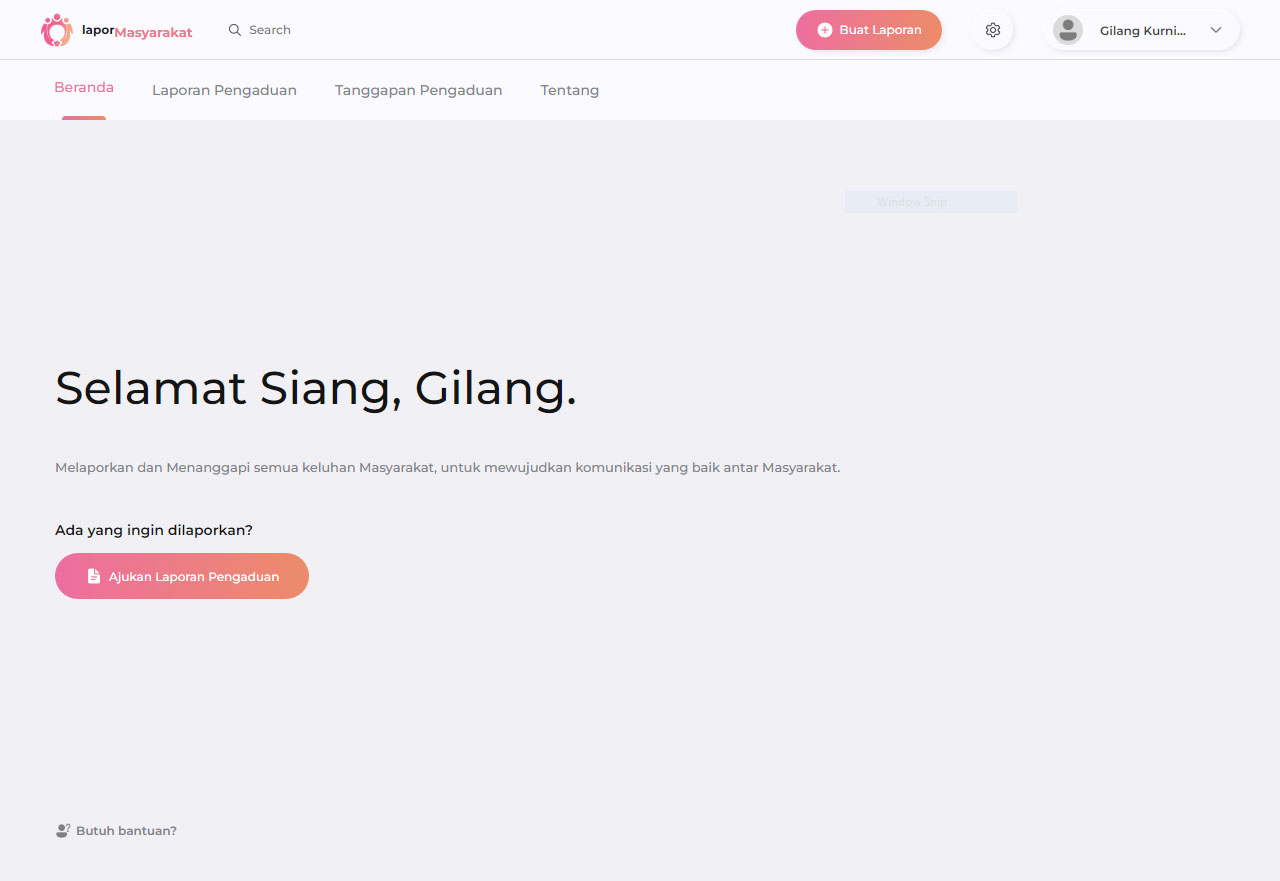 laporMasyarakat
Search
Buat Laporan
Gilang Kurni...
Beranda
Laporan Pengaduan
Tanggapan Pengaduan
Tentang
Window Snip
Selamat Siang, Gilang.
Melaporkan dan Menanggapi semua keluhan Masyarakat, untuk mewujudkan komunikasi yang baik antar Masyarakat.
Ada yang ingin dilaporkan?
Ajukan Laporan Pengaduan
Butuh bantuan?